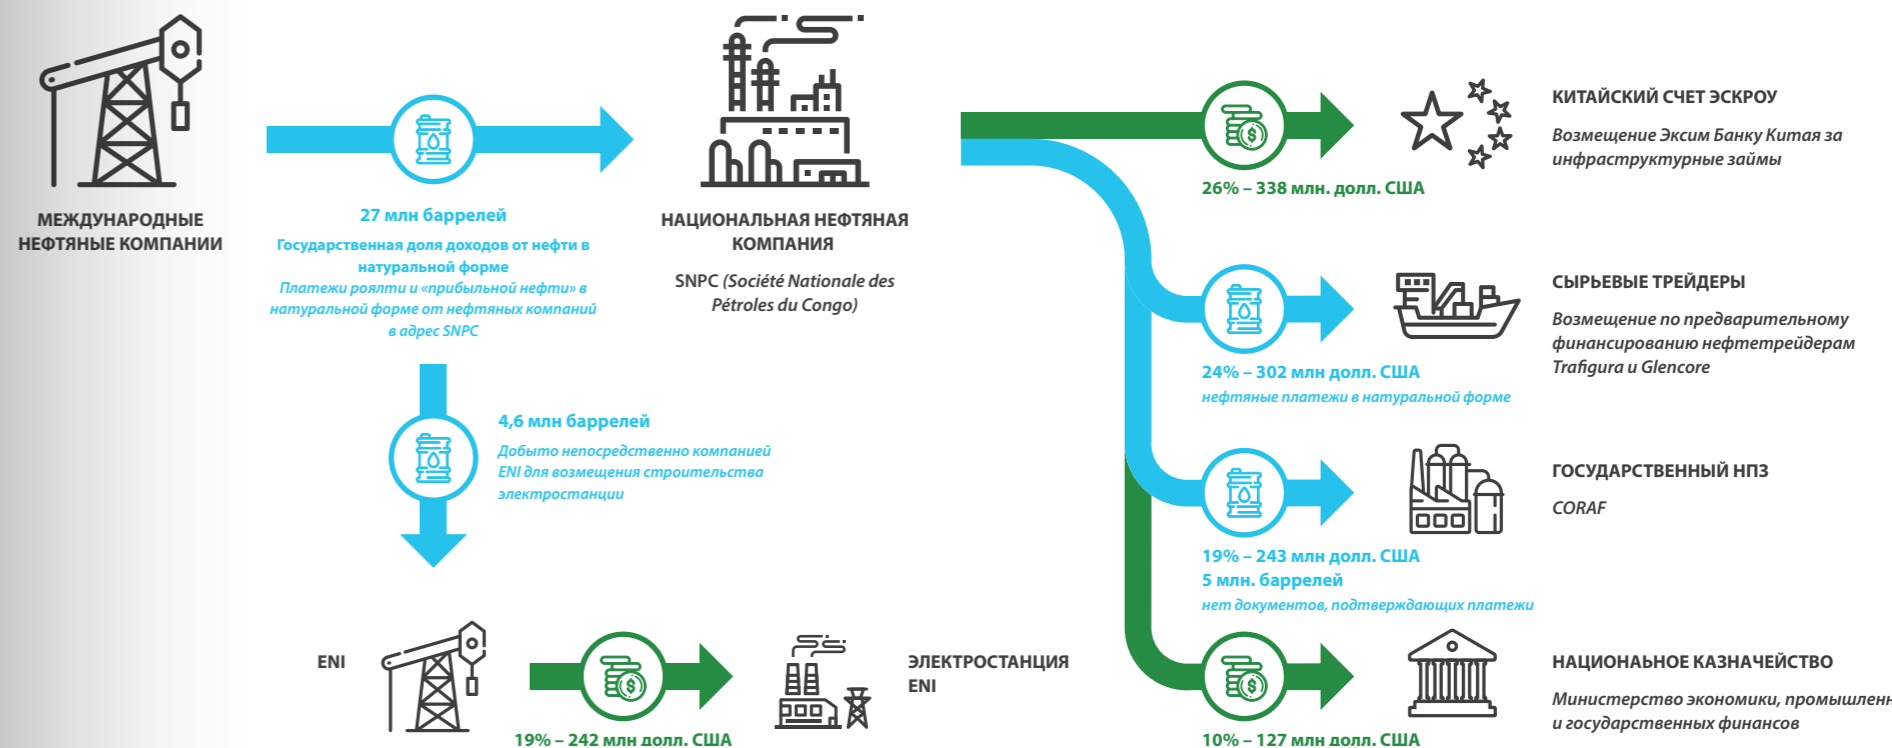 МЕЖДУНАРОДНЫЕ
НЕФТЯНЫЕ КОМПАНИИ
27 млн баррелей
Государственная доля доходов от нефти в
натуральной форме
Платежи роялти и «прибыльной нефти» в
натуральной форме от нефтяных компаний
в адрес SNPC
НАЦИОНАЛЬНАЯ НЕФТЯНАЯ
КОМПАНИЯ
SNPC (Société Nationale des
Pétroles du Congo)
4,6 млн баррелей
Добыто непосредственно компанией
ENI для возмещения строительства
электростанции
ENI
19% – 242 млн долл. США
ЭЛЕКТРОСТАНЦИЯ
ENI
26% – 338 млн. долл. США
КИТАЙСКИЙ СЧЕТ ЭСКРОУ
Возмещение Эксим Банку Китая за
инфраструктурные займы
24% – 302 млн долл. США
нефтяные платежи в натуральной форме
СЫРЬЕВЫЕ ТРЕЙДЕРЫ
Возмещение по предварительному
финансированию нефтетрейдерам
Trafigura и Glencore
19% – 243 млн долл. США
5 млн. баррелей
нет документов, подтверждающих платежи
ГОСУДАРСТВЕННЫЙ НПЗ
CORAF
10% – 127 млн долл. США
НАЦИОНАЬНОЕ КАЗНАЧЕЙСТВО
Министерство экономики, промышленн
и государственных финансов